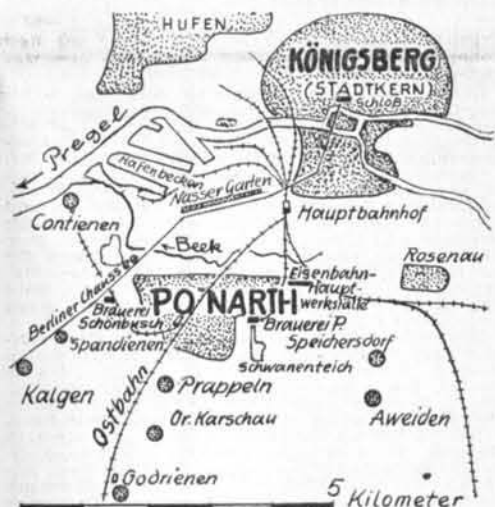 HUFEN
KÖNIGSBERG
(STADTKERN)
Schloß
Pregel
Hafenbecken
Nasser Garten
Contienen
Hauptbahnhof
Beek
Rosenau
Berliner Chaussee
Eisenbahn-
Haupt-
werkstätte
PONARTH
Brauerei
Schönbusch
Brauerei P.
Spandienen
Speichersdorf
Schwanenteich
Kalgen
Ostbahn
Prappeln
Aweiden
Gr. Karschau
Godrienen
5 Kilometer